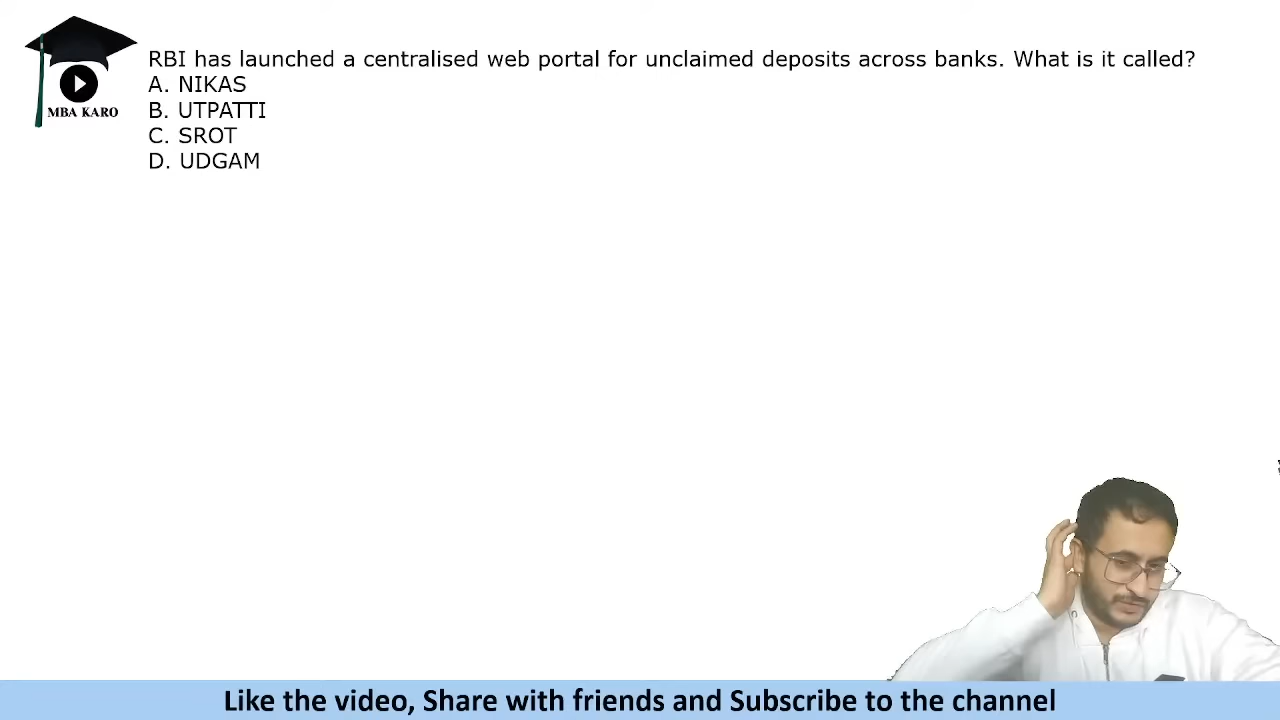 RBI has launched a centralised web portal for unclaimed deposits across banks. What is it called?
A. NIKAS
B. UTPATTI
C. SROT
D. UDGAM
MBA KARO
Like the video, Share with friends and Subscribe to the channel